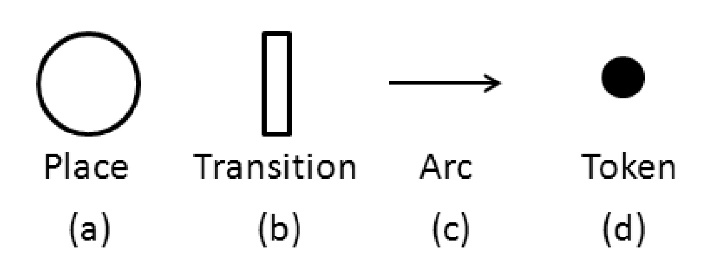 Place Transition Arc Token
(a) (b) (c) (d)